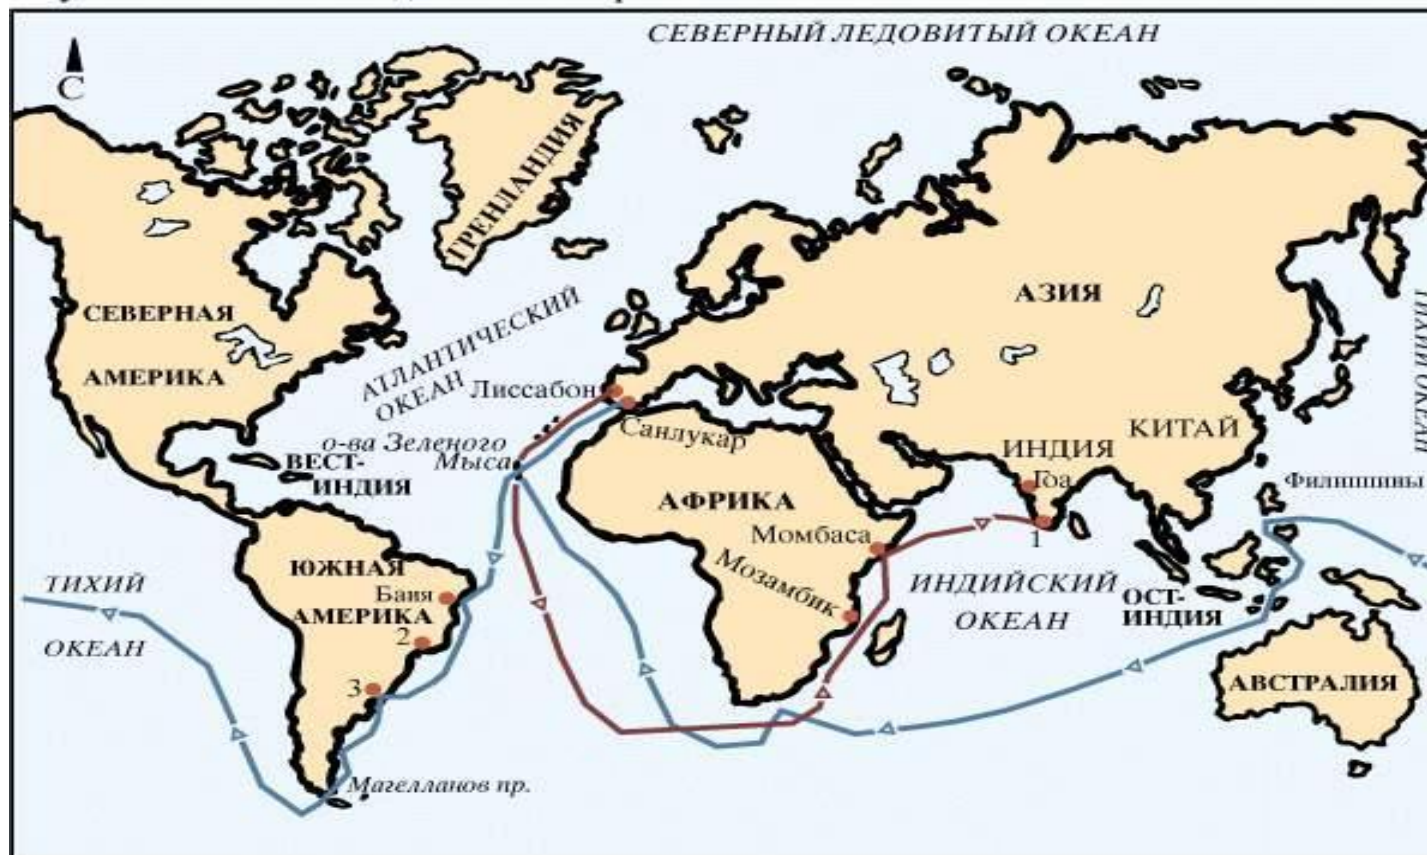 СЕВЕРНЫЙ ЛЕДОВИТЫЙ ОКЕАН
С
ГРЕНЛАНДИЯ
АЗИЯ
СЕВЕРНАЯ
АМЕРИКА
АТЛАНТИЧЕСКИЙ
ОКЕАН
Лиссабон
Санлукар
о-ва Зеленого
Мыса
ВЕСТ-
ИНДИЯ
КИТАЙ
ИНДИЯ
Гоа
1
Филиппины
ТИХИЙ ОКЕАН
АФРИКА
Момбаса
Мозамбик
ИНДИЙСКИЙ
ОКЕАН
ОСТ-
ИНДИЯ
ЮЖНАЯ
АМЕРИКА
Баия
2
3
ТИХИЙ
ОКЕАН
АВСТРАЛИЯ
Магелланов пр.